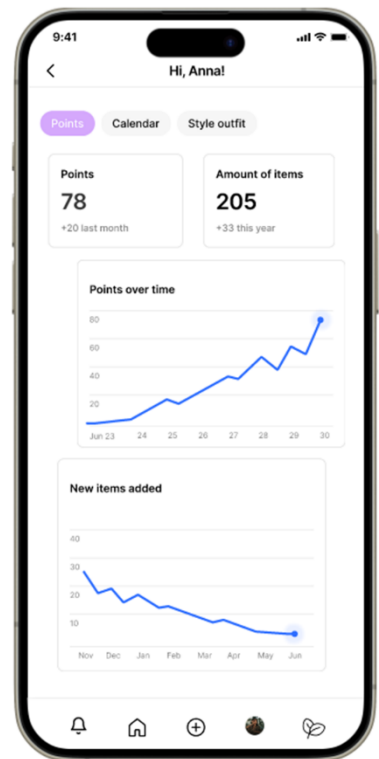 9:41
Hi, Anna!
Points Calendar Style outfit
Points
78
+20 last month
Amount of items
205
+33 this year
Points over time
80
60
40
20
Jun 23 24 25 26 27 28 29 30
New items added
40
30
20
10
Nov Dec Jan Feb Mar Apr May Jun